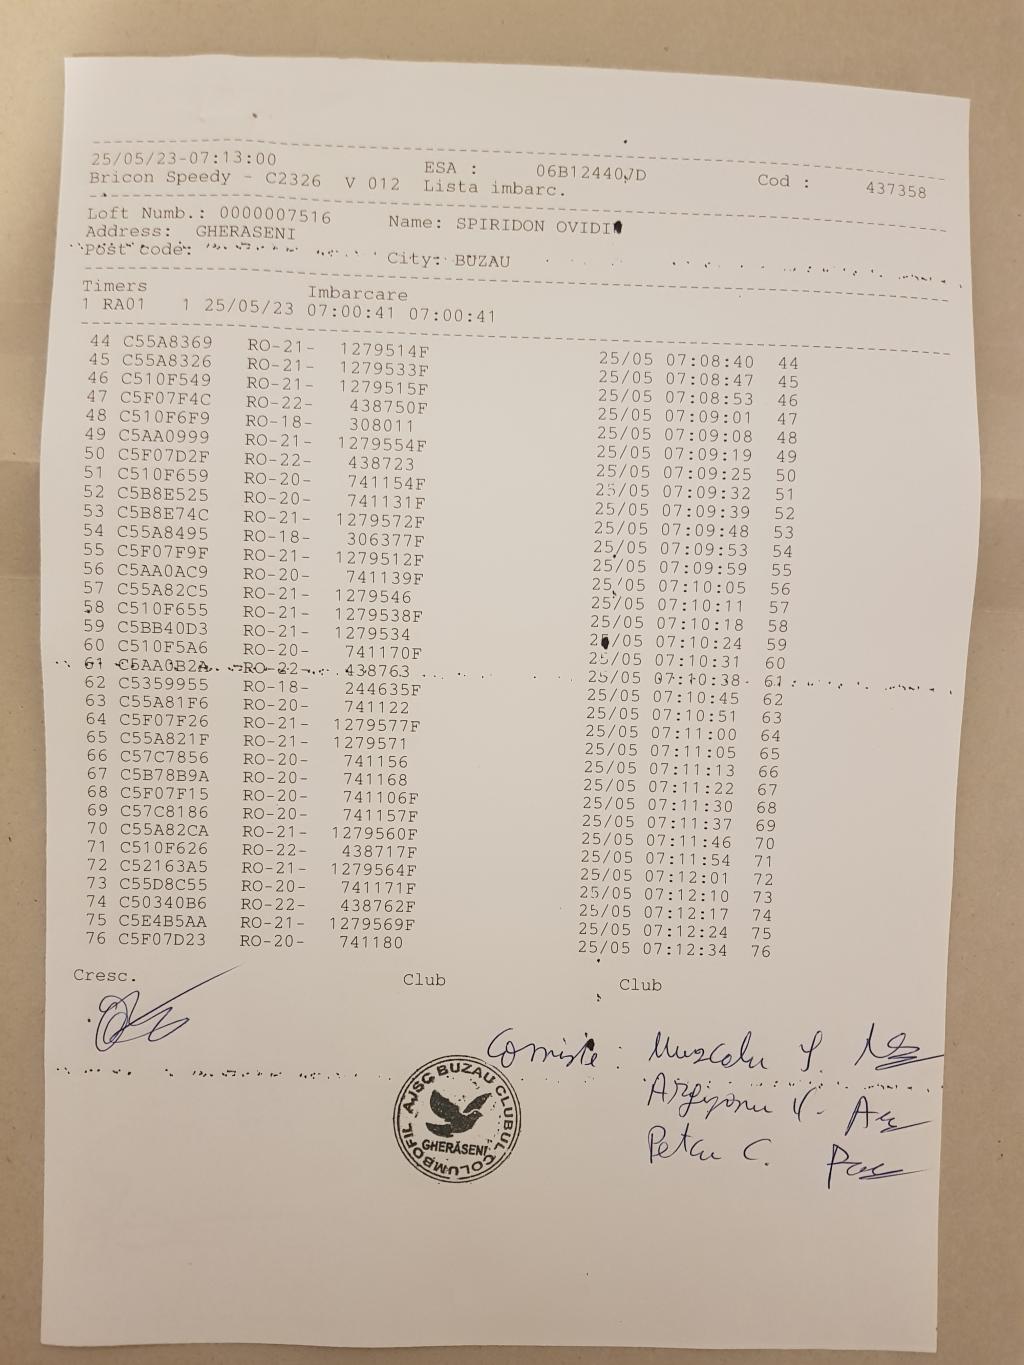 25/05/23-07:13:00 ESA : 06B12440JD Cod : 437358
Bricon Speedy - C2326 V 012 Lista imbarc.
Loft Numb.: 0000007516 Name: SPIRIDON OVIDI
Address: GHERASENI
Post code: City: BUZAU
Timers Imbarcare
1 RA01 1 25/05/23 07:00:41 07:00:41
44 C55A8369 RO-21- 1279514F 25/05 07:08:40 44
45 C55A8326 RO-21- 1279533F 25/05 07:08:47 45
46 C510F549 RO-21- 1279515F 25/05 07:08:53 46
47 C5F07F4C RO-22- 438750F 25/05 07:09:01 47
48 C510F6F9 RO-18- 308011 25/05 07:09:08 48
49 C5AA0999 RO-21- 1279554F 25/05 07:09:19 49
50 C5F07D2F RO-22- 438723 25/05 07:09:25 50
51 C510F659 RO-20- 741154F 25/05 07:09:32 51
52 C5B8E525 RO-20- 741131F 25/05 07:09:39 52
53 C5B8E74C RO-21- 1279572F 25/05 07:09:48 53
54 C55A8495 RO-18- 306377F 25/05 07:09:53 54
55 C5F07F9F RO-21- 1279512F 25/05 07:09:59 55
56 C5AA0AC9 RO-20- 741139F 25/05 07:10:05 56
57 C55A82C5 RO-21- 1279546 25/05 07:10:11 57
58 C510F655 RO-21- 1279538F 25/05 07:10:18 58
59 C5BB40D3 RO-21- 1279534 25/05 07:10:24 59
60 C510F5A6 RO-20- 741170F 25/05 07:10:31 60
61 C5AA0B2A RO-22- 438763 25/05 07:10:38 61
62 C5359955 RO-18- 244635F 25/05 07:10:45 62
63 C55A81F6 RO-20- 741122 25/05 07:10:51 63
64 C5F07F26 RO-21- 1279577F 25/05 07:11:00 64
65 C55A821F RO-21- 1279571 25/05 07:11:05 65
66 C57C7856 RO-20- 741156 25/05 07:11:13 66
67 C5B78B9A RO-20- 741168 25/05 07:11:22 67
68 C5F07F15 RO-20- 741106F 25/05 07:11:30 68
69 C57C8186 RO-20- 741157F 25/05 07:11:37 69
70 C55A82CA RO-21- 1279560F 25/05 07:11:46 70
71 C510F626 RO-22- 438717F 25/05 07:11:54 71
72 C52163A5 RO-21- 1279564F 25/05 07:12:01 72
73 C55D8C55 RO-20- 741171F 25/05 07:12:10 73
74 C50340B6 RO-22- 438762F 25/05 07:12:17 74
75 C5E4B5AA RO-21- 1279569F 25/05 07:12:24 75
76 C5F07D23 RO-20- 741180 25/05 07:12:34 76
Cresc. Club Club
Comisie:
Petcu C.
AJSC BUZAU CLUBUL COLUMBOFIL
GHERĂSENI